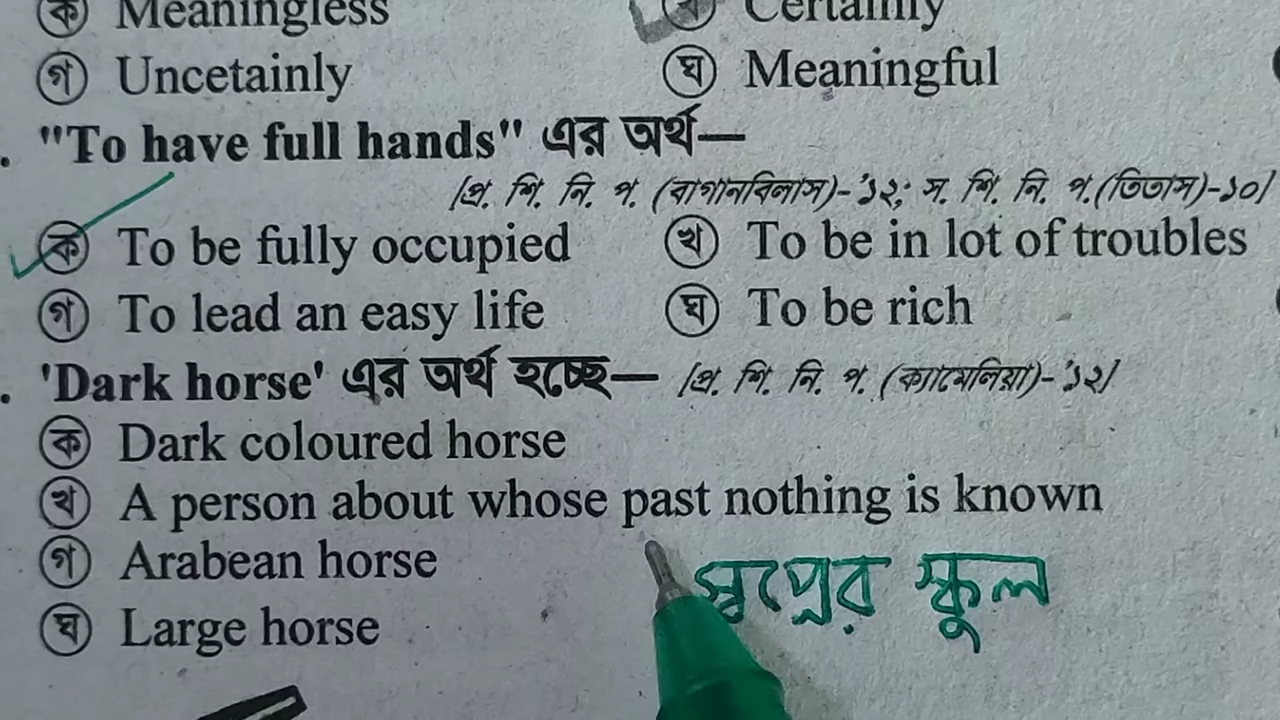 ক Meaningless খ Certainly
গ Uncetainly ঘ Meaningful
. "To have full hands" এর অর্থ—
[প্রা. শি. নি. প. (বাগানবিলাস)-'১২; স. শি. নি. প.(তিতাস)-১০]
ক To be fully occupied খ To be in lot of troubles
গ To lead an easy life ঘ To be rich
. 'Dark horse' এর অর্থ হচ্ছে— [প্রা. শি. নি. প. (ক্যামেলিয়া)-'১২]
ক Dark coloured horse
খ A person about whose past nothing is known
গ Arabean horse
স্বপ্নের স্কুল
ঘ Large horse